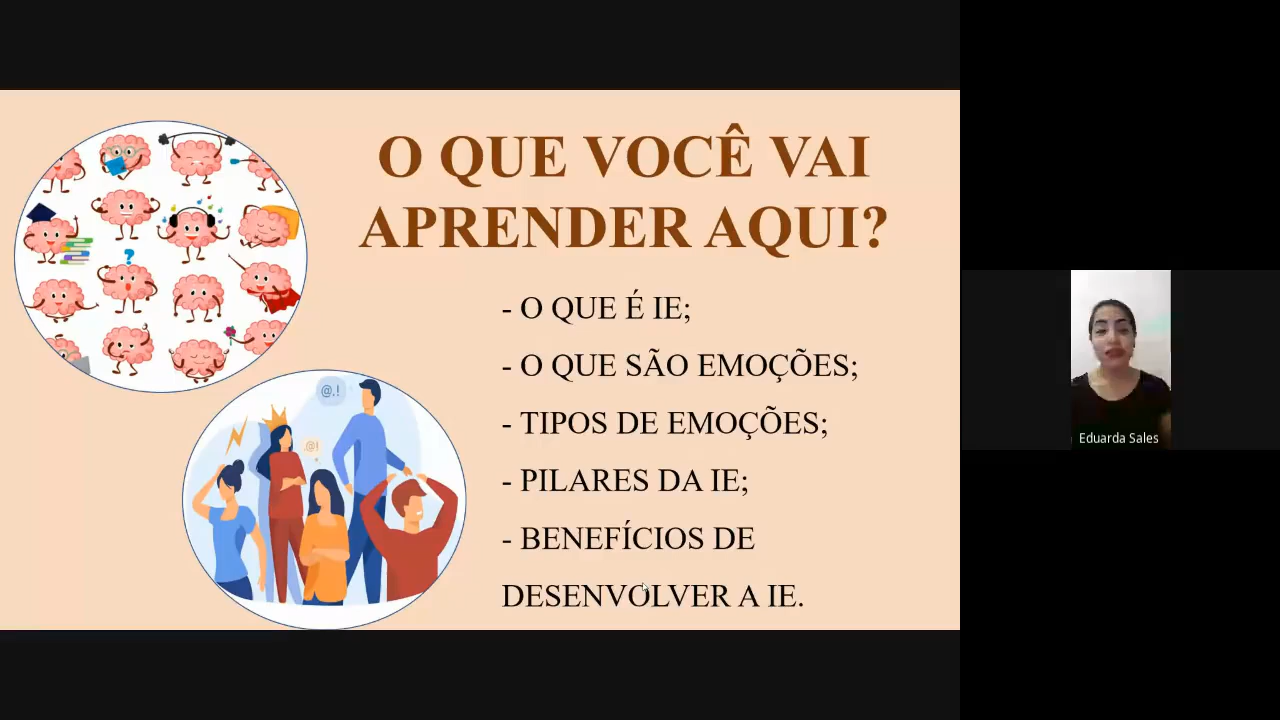 O QUE VOCÊ VAI
APRENDER AQUI?
- O QUE É IE;
- O QUE SÃO EMOÇÕES;
- TIPOS DE EMOÇÕES;
- PILARES DA IE;
- BENEFÍCIOS DE
DESENVOLVER A IE.
@,!
@!
?
Eduarda Sales